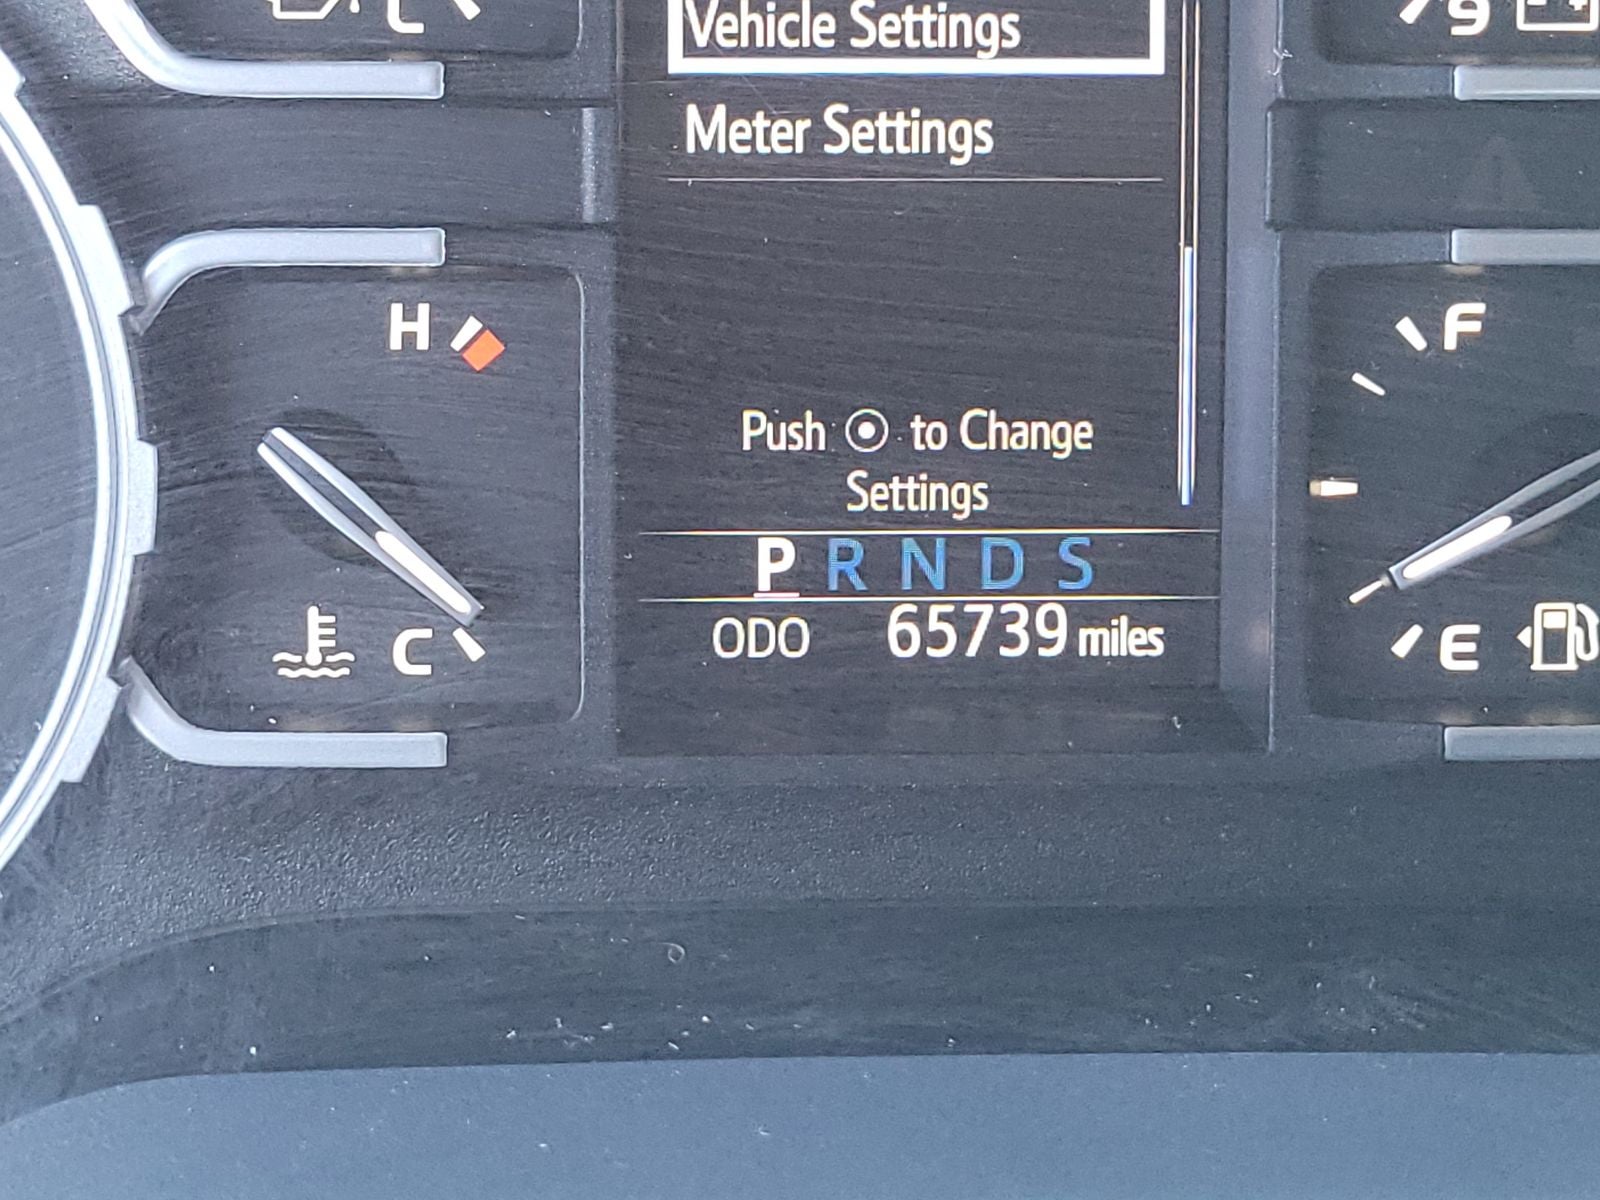 Vehicle Settings
Meter Settings
H
F
Push to Change
Settings
P R N D S
C
ODO 65739 miles
E